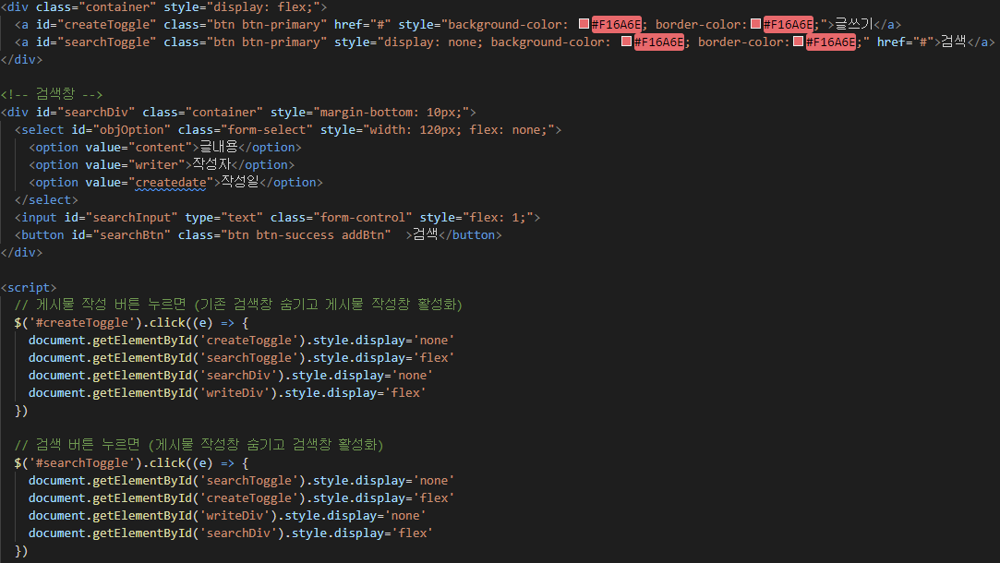 <div class="container" style="display: flex;">
<a id="createToggle" class="btn btn-primary" href="#" style="background-color: #F16A6E; border-color:#F16A6E;">글쓰기</a>
<a id="searchToggle" class="btn btn-primary" style="display: none; background-color: #F16A6E; border-color:#F16A6E;" href="#">검색</a>
</div>
<!-- 검색창 -->
<div id="searchDiv" class="container" style="margin-bottom: 10px;">
<select id="objOption" class="form-select" style="width: 120px; flex: none;">
<option value="content">글내용</option>
<option value="writer">작성자</option>
<option value="createdate">작성일</option>
</select>
<input id="searchInput" type="text" class="form-control" style="flex: 1;">
<button id="searchBtn" class="btn btn-success addBtn"  >검색</button>
</div>
<script>
// 게시물 작성 버튼 누르면 (기존 검색창 숨기고 게시물 작성창 활성화)
$('#createToggle').click((e) => {
document.getElementById('createToggle').style.display='none'
document.getElementById('searchToggle').style.display='flex'
document.getElementById('searchDiv').style.display='none'
document.getElementById('writeDiv').style.display='flex'
})
// 검색 버튼 누르면 (게시물 작성창 숨기고 검색창 활성화)
$('#searchToggle').click((e) => {
document.getElementById('searchToggle').style.display='none'
document.getElementById('createToggle').style.display='flex'
document.getElementById('writeDiv').style.display='none'
document.getElementById('searchDiv').style.display='flex'
})